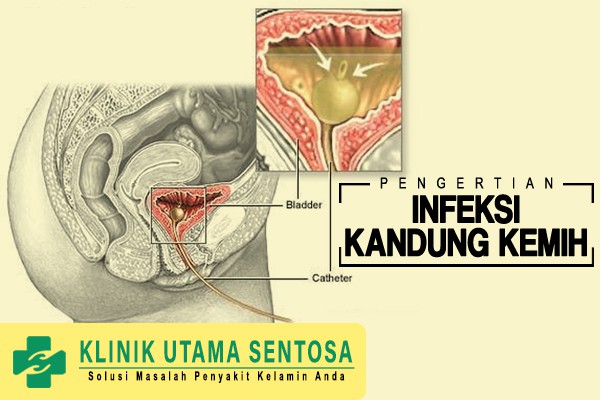 Bladder
Catheter
PENGERTIAN
INFEKSI
KANDUNG KEMIH
KLINIK UTAMA SENTOSA
Solusi Masalah Penyakit Kelamin Anda